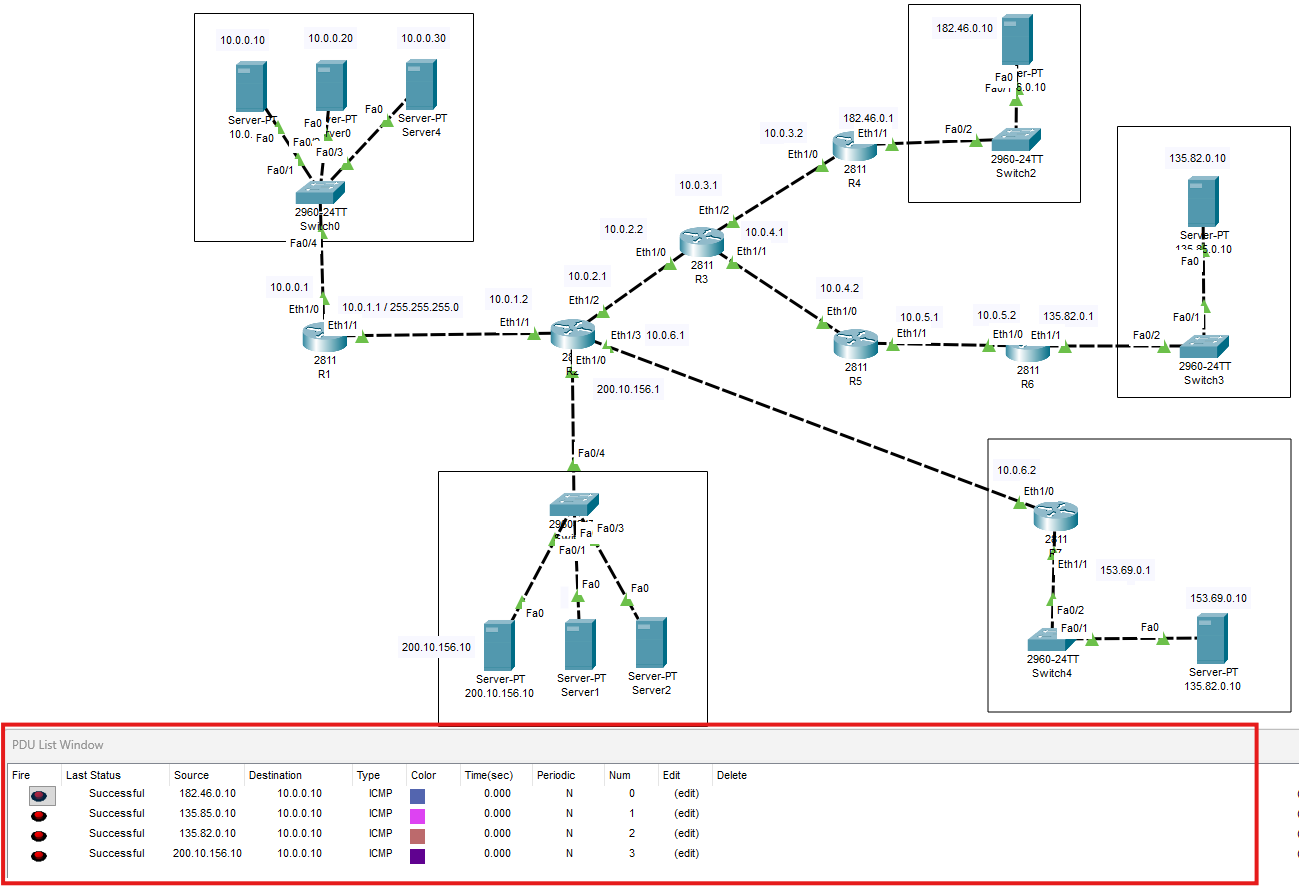 10.0.0.10
10.0.0.20
10.0.0.30
Server-PT
Server4
Fa0
Fa0
Fa0
Fa0/1
Fa0/3
2960-24TT
Switch0
Fa0/4
10.0.0.1
Eth1/0
Eth1/1
2811
R1
10.0.1.1 / 255.255.255.0
10.0.1.2
Eth1/1
10.0.2.1
Eth1/2
Eth1/3 10.0.6.1
Eth1/0
200.10.156.1
10.0.2.2
Eth1/0
10.0.3.1
Eth1/2
10.0.4.1
Eth1/1
2811
R3
10.0.3.2
Eth1/0
182.46.0.1
Eth1/1
2811
R4
182.46.0.10
Fa0
Fa0/2
2960-24TT
Switch2
10.0.4.2
Eth1/0
Eth1/1
2811
R5
10.0.5.1
10.0.5.2
Eth1/0
Eth1/1
2811
R6
135.82.0.1
135.82.0.10
Server-PT
Fa0
Fa0/1
Fa0/2
2960-24TT
Switch3
10.0.6.2
Eth1/0
2811
Eth1/1
153.69.0.1
153.69.0.10
Fa0/2
Fa0/1
Fa0
2960-24TT
Switch4
Server-PT
135.82.0.10
Fa0/4
Fa0/3
Fa0/1
Fa0
Fa0
Fa0
200.10.156.10
Server-PT
200.10.156.10
Server-PT
Server1
Server-PT
Server2
PDU List Window
Fire Last Status Source Destination Type Color Time(sec) Periodic Num Edit Delete
Successful 182.46.0.10 10.0.0.10 ICMP 0.000 N 0 (edit)
Successful 135.85.0.10 10.0.0.10 ICMP 0.000 N 1 (edit)
Successful 135.82.0.10 10.0.0.10 ICMP 0.000 N 2 (edit)
Successful 200.10.156.10 10.0.0.10 ICMP 0.000 N 3 (edit)